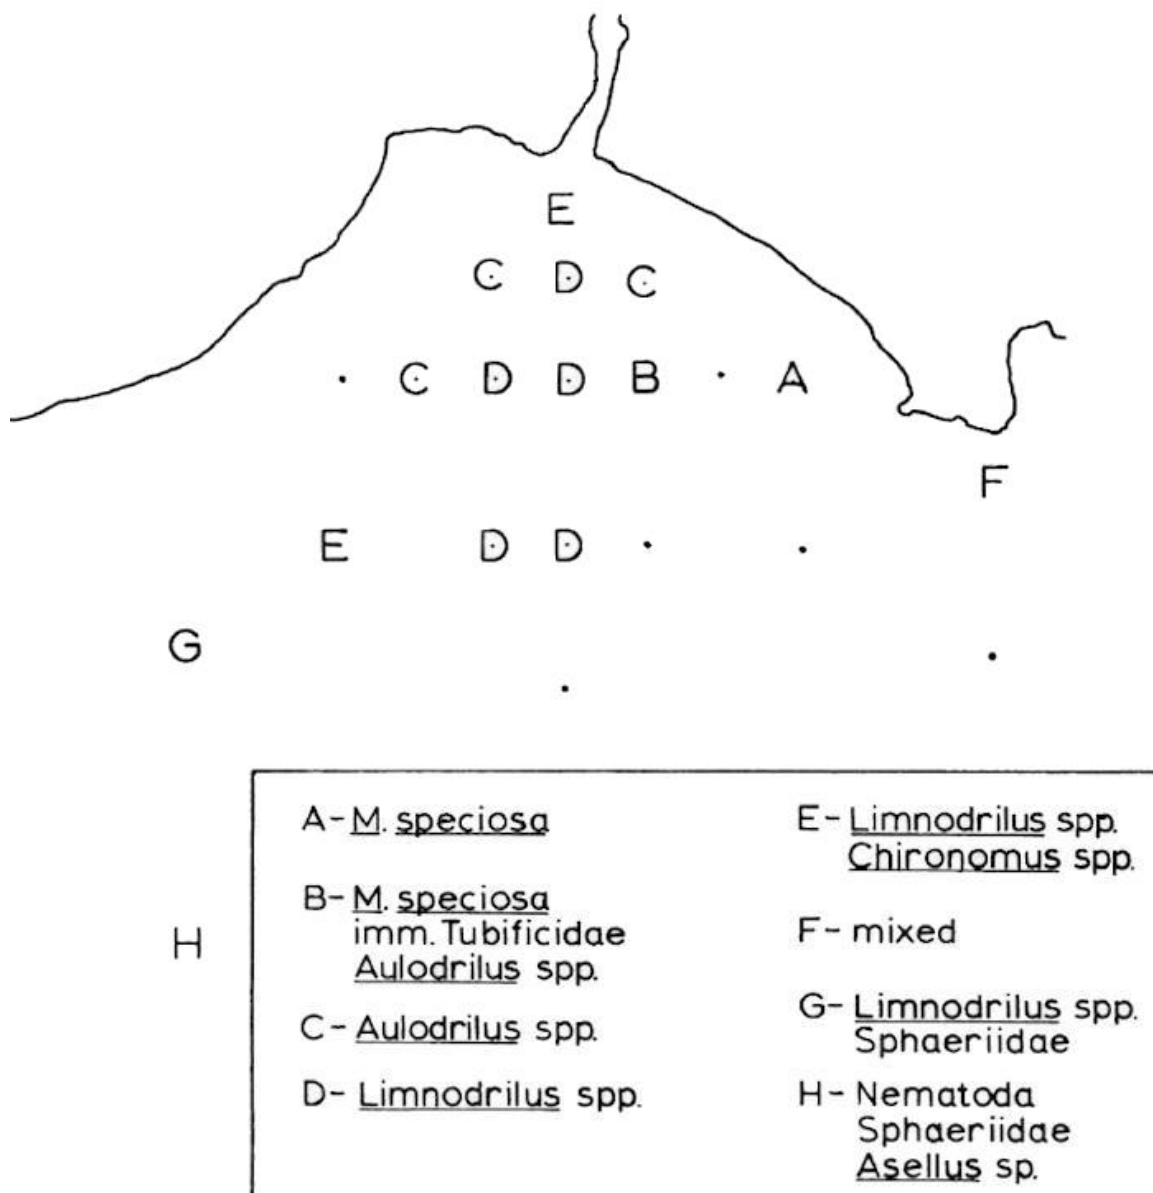 E
C D C
C D D B A
F
E D D
G
H
A- M. speciosa
B- M. speciosa
imm. Tubificidae
Aulodrilus spp.
C- Aulodrilus spp.
D- Limnodrilus spp.
E- Limnodrilus spp.
Chironomus spp.
F- mixed
G- Limnodrilus spp.
Sphaeriidae
H- Nematoda
Sphaeriidae
Asellus sp.